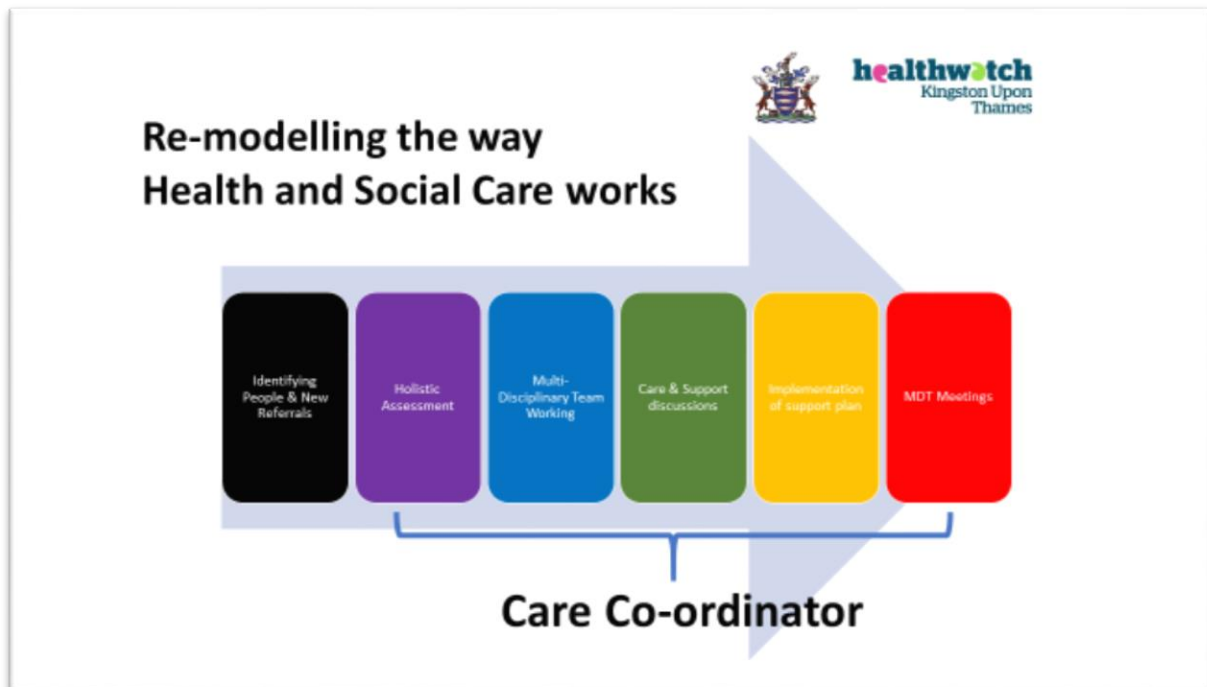 healthwatch
Kingston Upon
Thames
Re-modelling the way
Health and Social Care works
Identifying
People & New
Referrals
Holistic
Assessment
Multi-
Disciplinary Team
Working
Care & Support
discussions
Implementation
of support plan
MDT Meetings
Care Co-ordinator